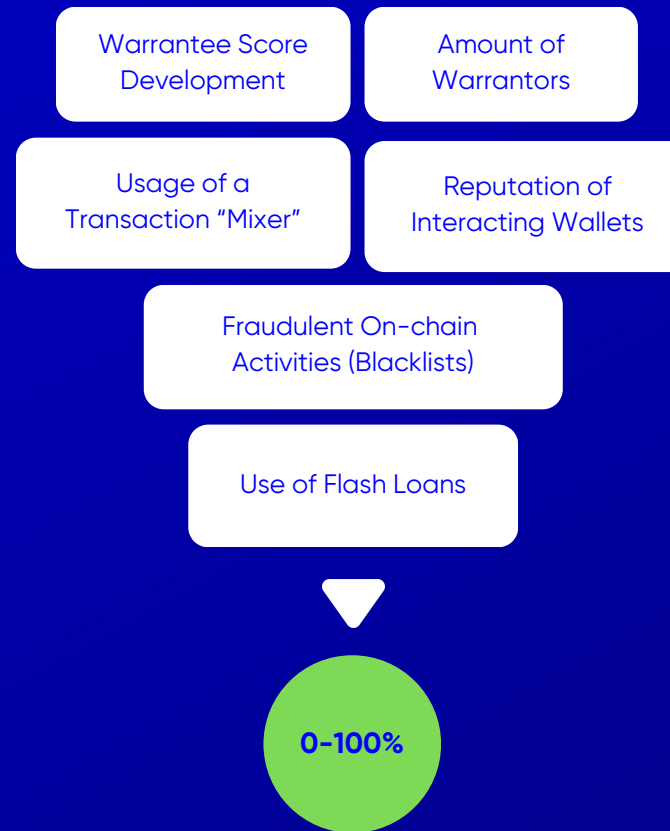 Warrantee Score
Development
Amount of
Warrantors
Usage of a
Transaction “Mixer”
Reputation of
Interacting Wallets
Fraudulent On-chain
Activities (Blacklists)
Use of Flash Loans
0-100%